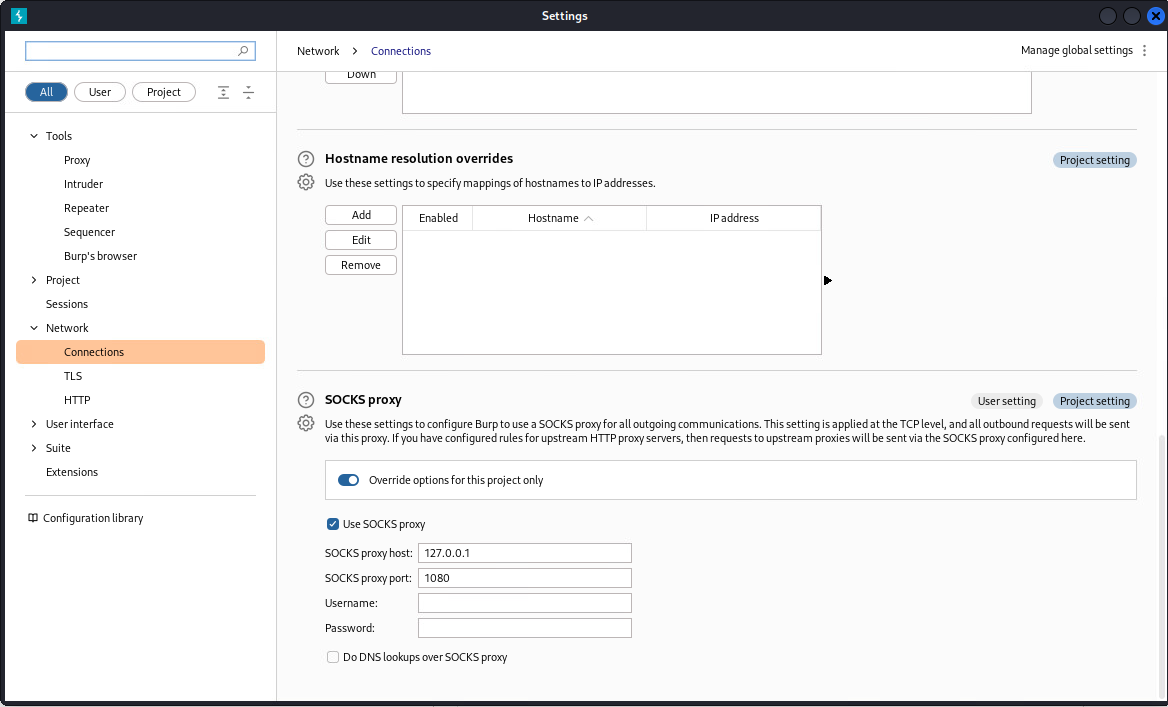 Settings
Network > Connections
Manage global settings
All
User
Project
Down
Tools
Proxy
Intruder
Repeater
Sequencer
Burp's browser
Project
Sessions
Network
Connections
TLS
HTTP
User interface
Suite
Extensions
Configuration library
Hostname resolution overrides
Project setting
Use these settings to specify mappings of hostnames to IP addresses.
Add
Edit
Remove
Enabled
Hostname
IP address
SOCKS proxy
User setting
Project setting
Use these settings to configure Burp to use a SOCKS proxy for all outgoing communications. This setting is applied at the TCP level, and all outbound requests will be sent
via this proxy. If you have configured rules for upstream HTTP proxy servers, then requests to upstream proxies will be sent via the SOCKS proxy configured here.
Override options for this project only
Use SOCKS proxy
SOCKS proxy host: 127.0.0.1
SOCKS proxy port: 1080
Username:
Password:
Do DNS lookups over SOCKS proxy